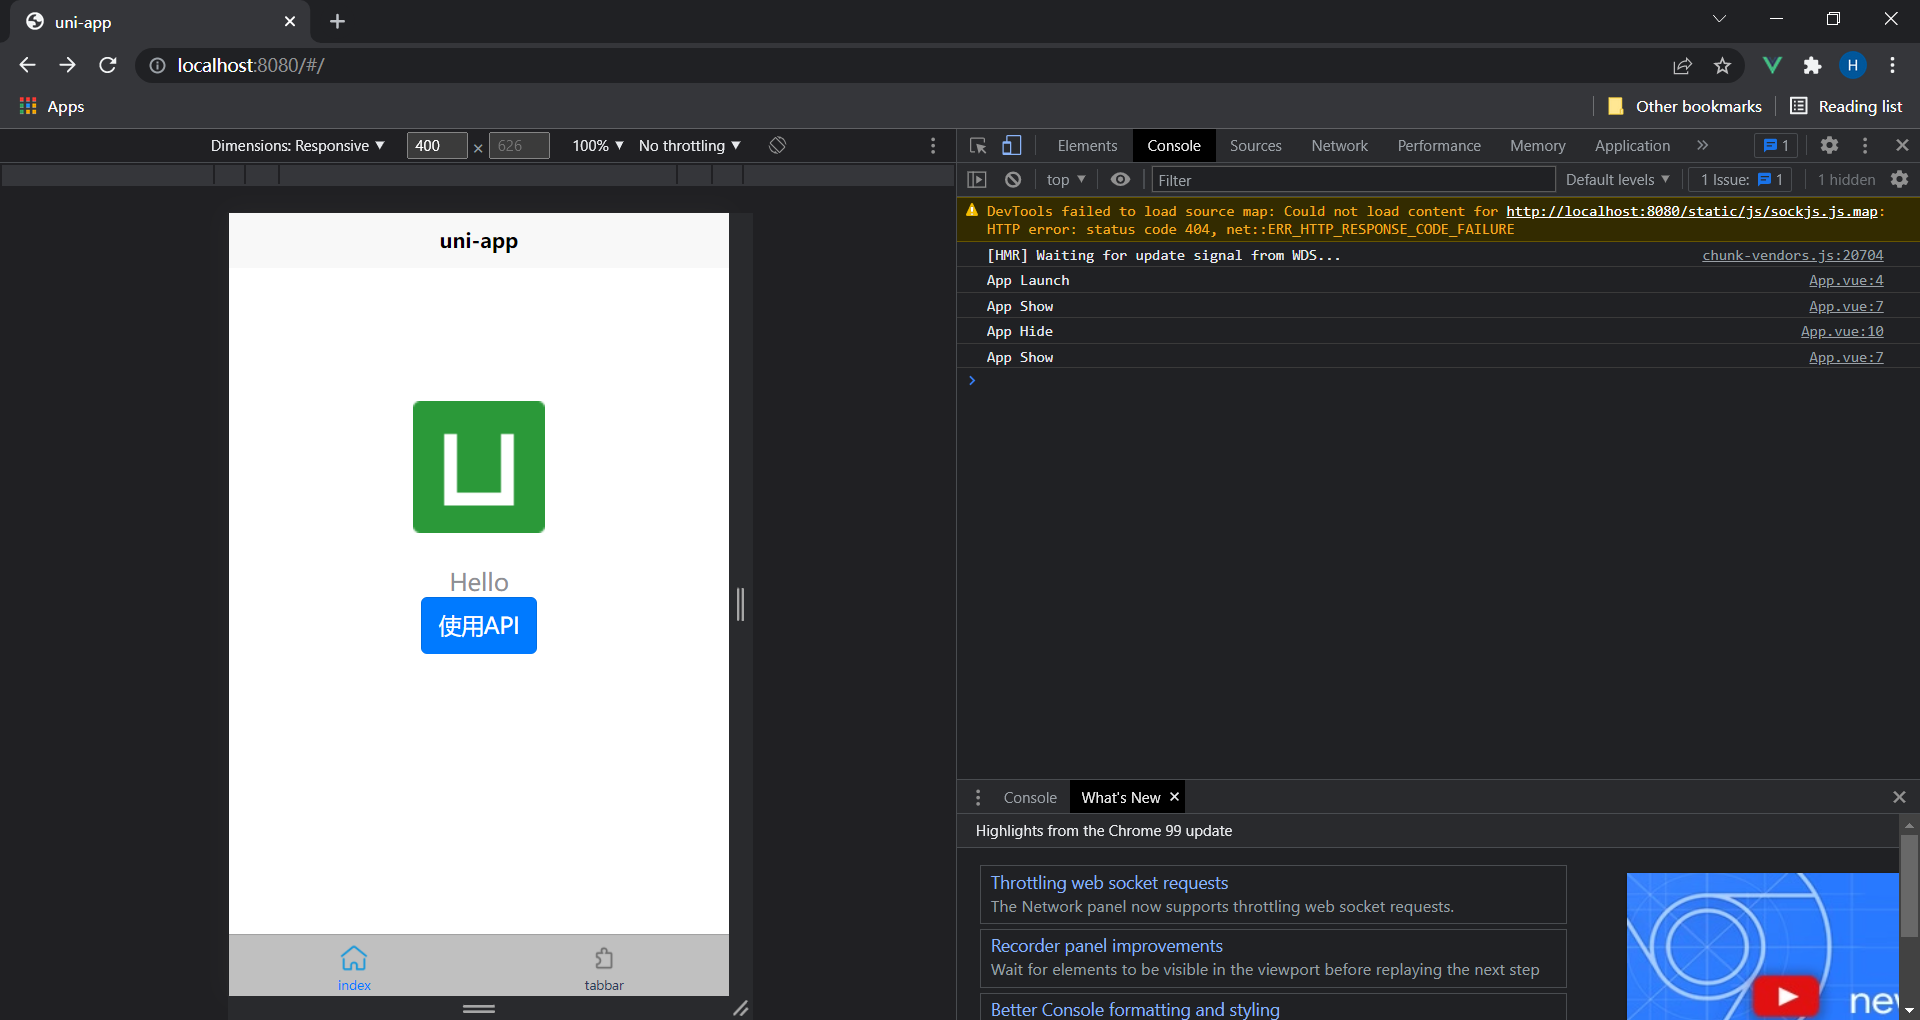 uni-app
localhost:8080/#/
H
Apps
Other bookmarks
Reading list
Dimensions: Responsive
400 × 626
100%
No throttling
Elements
Console
Sources
Network
Performance
Memory
Application
1
top
Filter
Default levels
1 Issue: 1
1 hidden
DevTools failed to load source map: Could not load content for http://localhost:8080/static/js/sockjs.js.map:
HTTP error: status code 404, net::ERR_HTTP_RESPONSE_CODE_FAILURE
[HMR] Waiting for update signal from WDS... chunk-vendors.js:20704
App Launch App.vue:4
App Show App.vue:7
App Hide App.vue:10
App Show App.vue:7
uni-app
Hello
使用API
index
tabbar
Console
What's New
Highlights from the Chrome 99 update
Throttling web socket requests
The Network panel now supports throttling web socket requests.
Recorder panel improvements
Wait for elements to be visible in the viewport before replaying the next step
Better Console formatting and styling